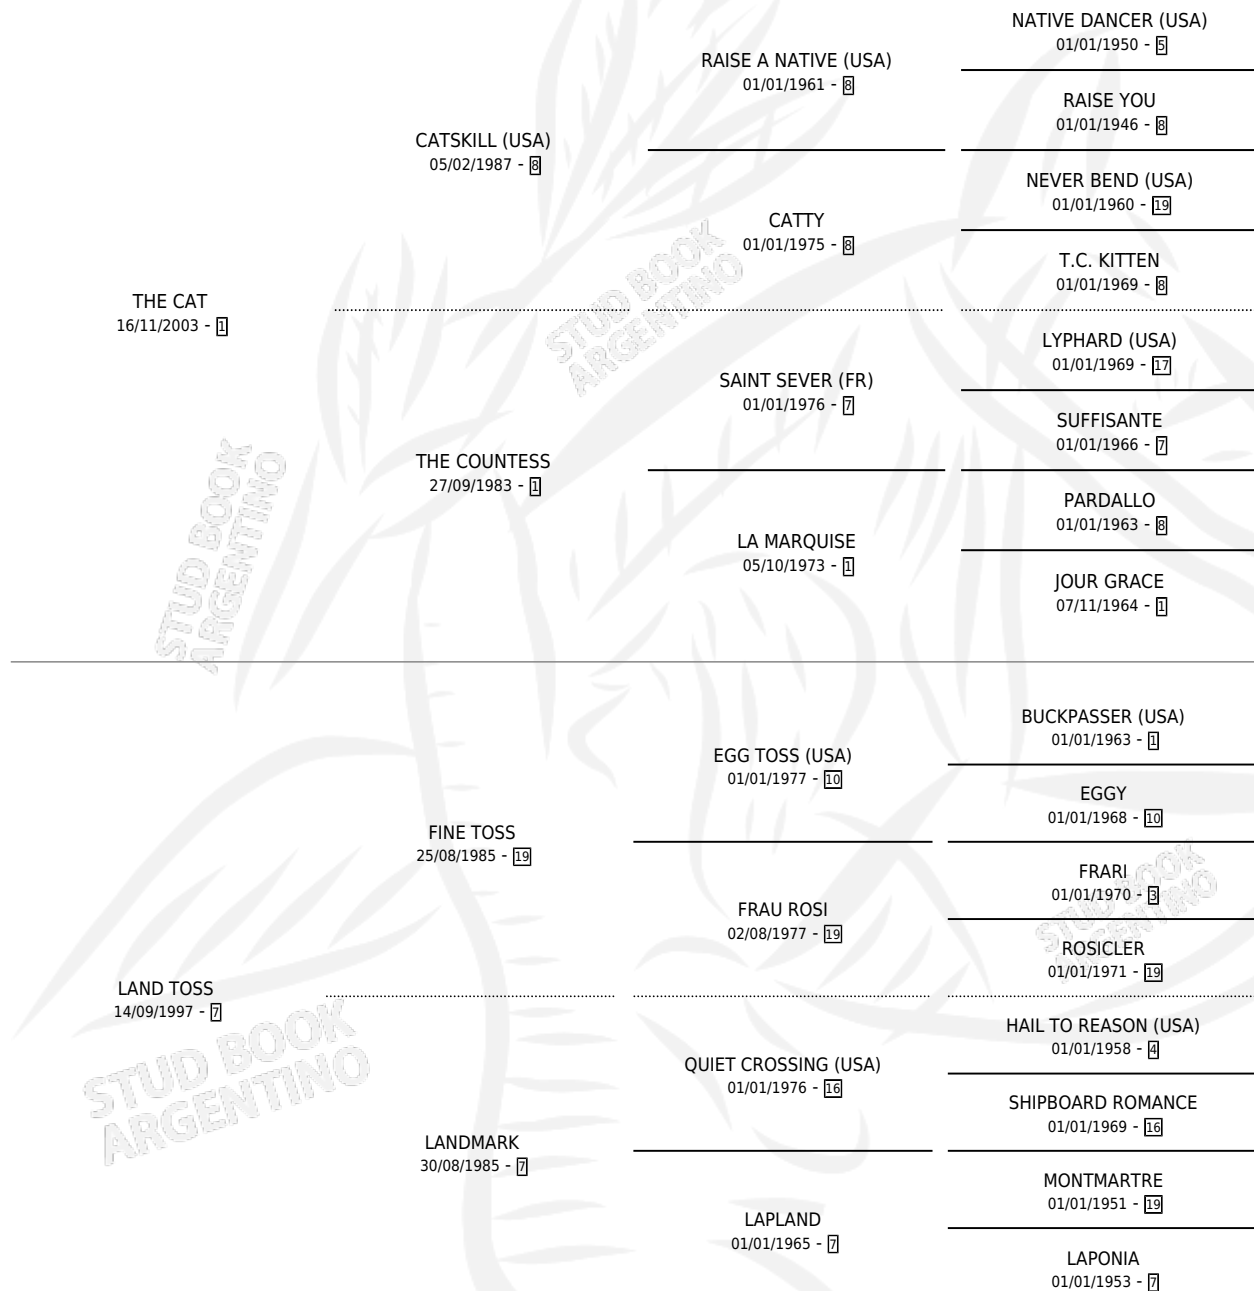 NATIVE DANCER (USA)
01/01/1950 - 5
RAISE A NATIVE (USA)
01/01/1961 - 8
RAISE YOU
01/01/1946 - 8
CATSKILL (USA)
05/02/1987 - 8
NEVER BEND (USA)
01/01/1960 - 19
CATTY
01/01/1975 - 8
T.C. KITTEN
01/01/1969 - 8
THE CAT
16/11/2003 - 1
STUD BOOK
ARGENTINO
LYPHARD (USA)
01/01/1969 - 17
SAINT SEVER (FR)
01/01/1976 - 7
SUFFISANTE
01/01/1966 - 7
THE COUNTESS
27/09/1983 - 1
PARDALLO
01/01/1963 - 8
LA MARQUISE
05/10/1973 - 1
JOUR GRACE
07/11/1964 - 1
STUD BOOK
ARGENTINO
BUCKPASSER (USA)
01/01/1963 - 1
EGG TOSS (USA)
01/01/1977 - 10
EGGY
01/01/1968 - 10
FINE TOSS
25/08/1985 - 19
FRARI
01/01/1970 - 3
FRAU ROSI
02/08/1977 - 19
ROSICLER
01/01/1971 - 19
STUD BOOK
ARGENTINO
LAND TOSS
14/09/1997 - 7
HAIL TO REASON (USA)
01/01/1958 - 4
QUIET CROSSING (USA)
01/01/1976 - 16
SHIPBOARD ROMANCE
01/01/1969 - 16
STUD BOOK
ARGENTINO
LANDMARK
30/08/1985 - 7
MONTMARTRE
01/01/1951 - 19
LAPLAND
01/01/1965 - 7
LAPONIA
01/01/1953 - 7